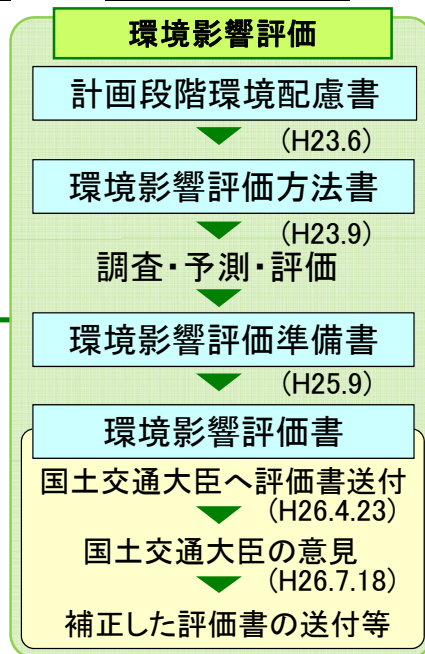 環境影響評価
計画段階環境配慮書
(H23.6)
環境影響評価方法書
(H23.9)
調査・予測・評価
環境影響評価準備書
(H25.9)
環境影響評価書
国土交通大臣へ評価書送付
(H26.4.23)
国土交通大臣の意見
(H26.7.18)
補正した評価書の送付等